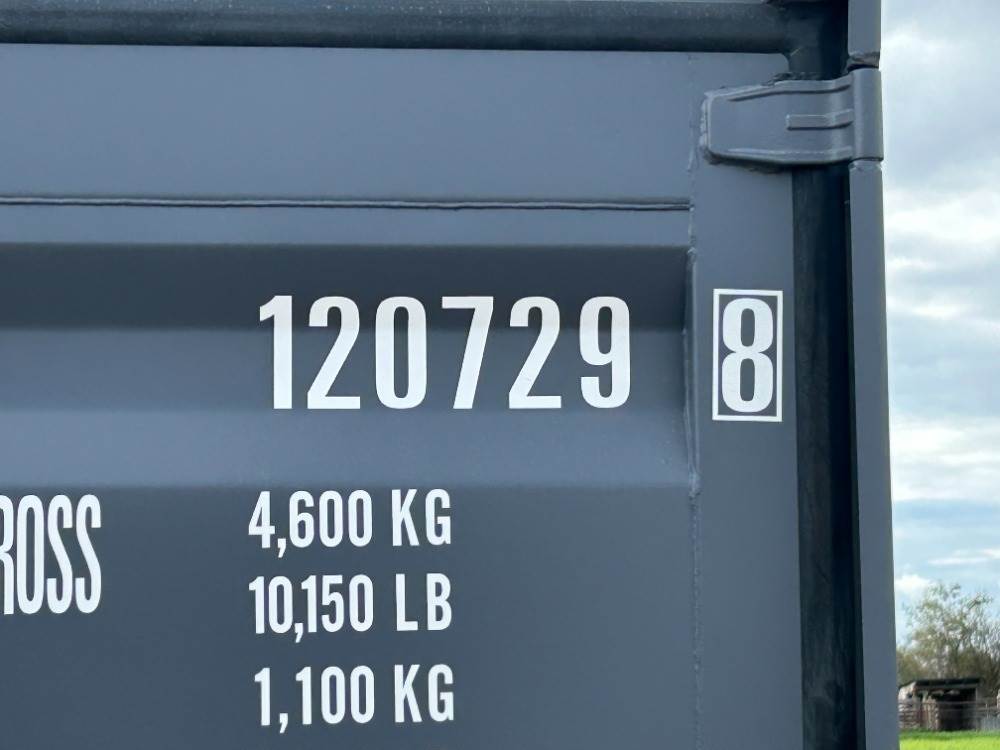 120729 8
ROSS 4,600 KG
10,150 LB
1,100 KG